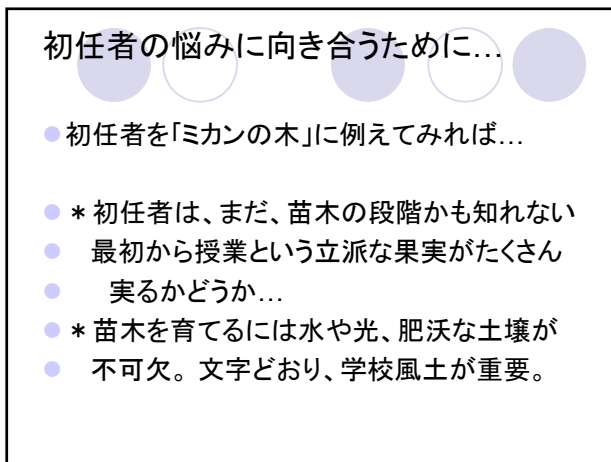 初任者の悩みに向き合うために…
●初任者を「ミカンの木」に例えてみれば…
●＊初任者は、まだ、苗木の段階かも知れない
●　最初から授業という立派な果実がたくさん
●　　実るかどうか…
●＊苗木を育てるには水や光、肥沃な土壌が
●　不可欠。文字どおり、学校風土が重要。